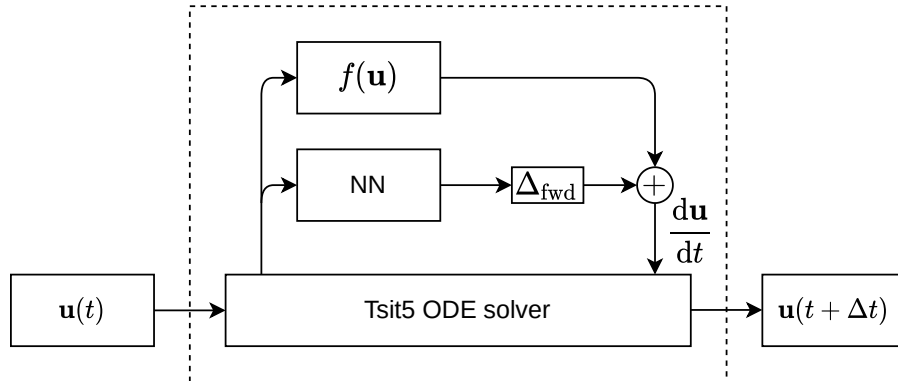 f(𝐮)
NN
Δ_fwd
+
d𝐮
dt
𝐮(t)
Tsit5 ODE solver
𝐮(t + Δt)